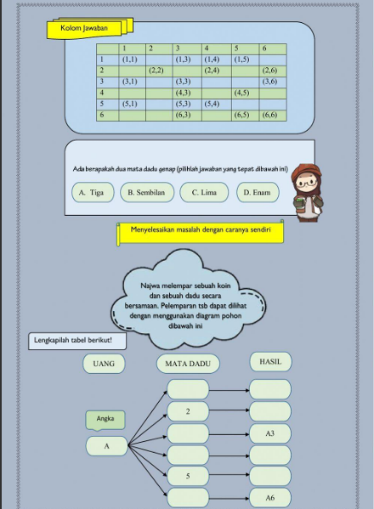 Kolom Jawaban
1 2 3 4 5 6
1 (1,1) (1,3) (1,4) (1,5)
2 (2,2) (2,4) (2,6)
3 (3,1) (3,3) (3,6)
4 (4,3) (4,5)
5 (5,1) (5,3) (5,4)
6 (6,3) (6,5) (6,6)
Ada berapakah dua mata dadu genap (pilihlah jawaban yang tepat dibawah ini)
A. Tiga B. Sembilan C. Lima D. Enam
Menyelesaikan masalah dengan caranya sendiri
Najwa melempar sebuah koin
dan sebuah dadu secara
bersamaan. Pelemparan tsb dapat dilihat
dengan menggunakan diagram pohon
dibawah ini
Lengkapilah tabel berikut!
UANG MATA DADU HASIL
2
Angka
A3
A
5
A6